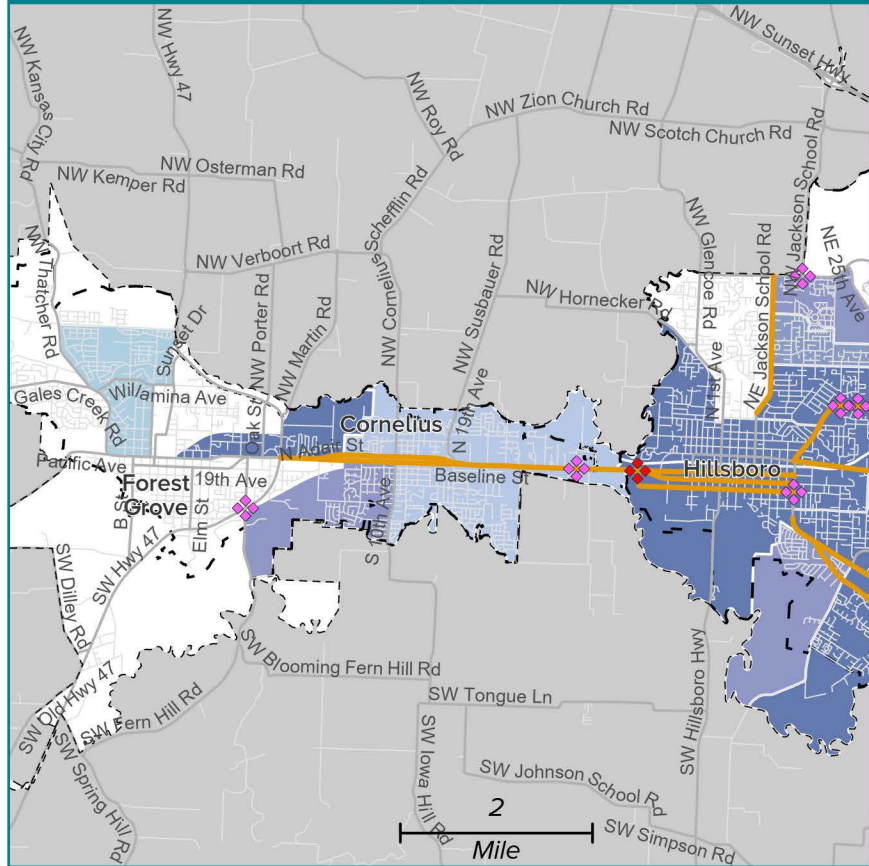 NW Kansas City Rd
NW Hwy 47
NW Sunset Hwy
NW Roy Rd
NW Zion Church Rd
NW Scotch Church Rd
NW Osterman Rd
NW Kemper Rd
NW Jackson School Rd
NW Thatcher Rd
NW Verboort Rd
NW Cornelius Schefflin Rd
NW Susbauer Rd
NW Glencoe Rd
NE Jackson School Rd
NE 25th Ave
NW Porter Rd
NW Martin Rd
NW Hornecker Rd
Sunset Dr
Willamina Ave
Gales Creek Rd
Oak St
N 19th Ave
N 1st Ave
Cornelius
N Adair St
Pacific Ave
19th Ave
Baseline St
Hillsboro
Forest
Grove
B St
Elm St
S 10th Ave
SW Hwy 47
SW Dilley Rd
SW Blooming Fern Hill Rd
SW Tongue Ln
SW Hillsboro Hwy
SW Old Hwy 47
SW Fern Hill Rd
SW Spring Hill Rd
SW Iowa Hill Rd
SW Johnson School Rd
SW Simpson Rd
2
Mile